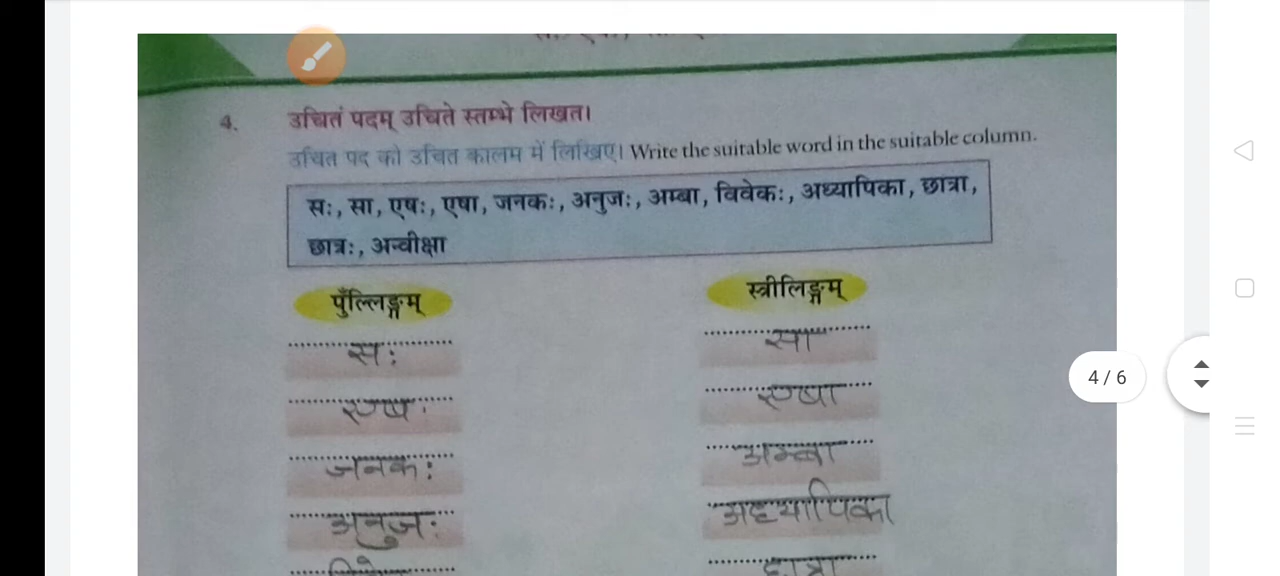 4. उचितं पदम् उचिते स्तम्भे लिखत।
उचित पद को उचित कालम में लिखिए। Write the suitable word in the suitable column.
सः, सा, एषः, एषा, जनकः, अनुजः, अम्बा, विवेकः, अध्यापिका, छात्रा,
छात्रः, अन्वीक्षा
पुँल्लिङ्गम् स्त्रीलिङ्गम्
सः सा
एषः एषा
जनकः अम्बा
अनुजः अध्यापिका
छात्रा
4 / 6